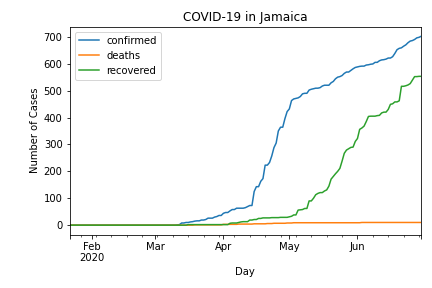 COVID-19 in Jamaica
confirmed
deaths
recovered
Number of Cases
700
600
500
400
300
200
100
0
Feb
2020
Mar
Apr
May
Jun
Day